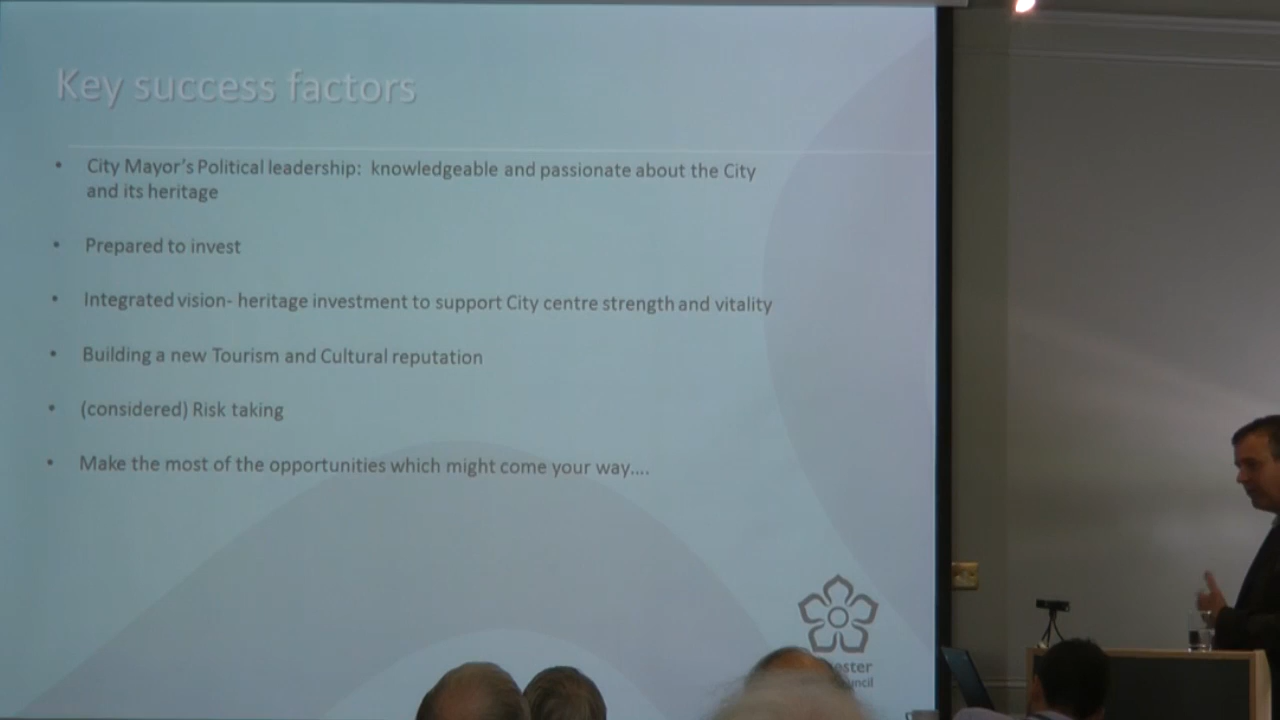 Key success factors
• City Mayor's Political leadership: knowledgeable and passionate about the City
and its heritage
• Prepared to invest
• Integrated vision- heritage investment to support City centre strength and vitality
• Building a new Tourism and Cultural reputation
• (considered) Risk taking
• Make the most of the opportunities which might come your way....